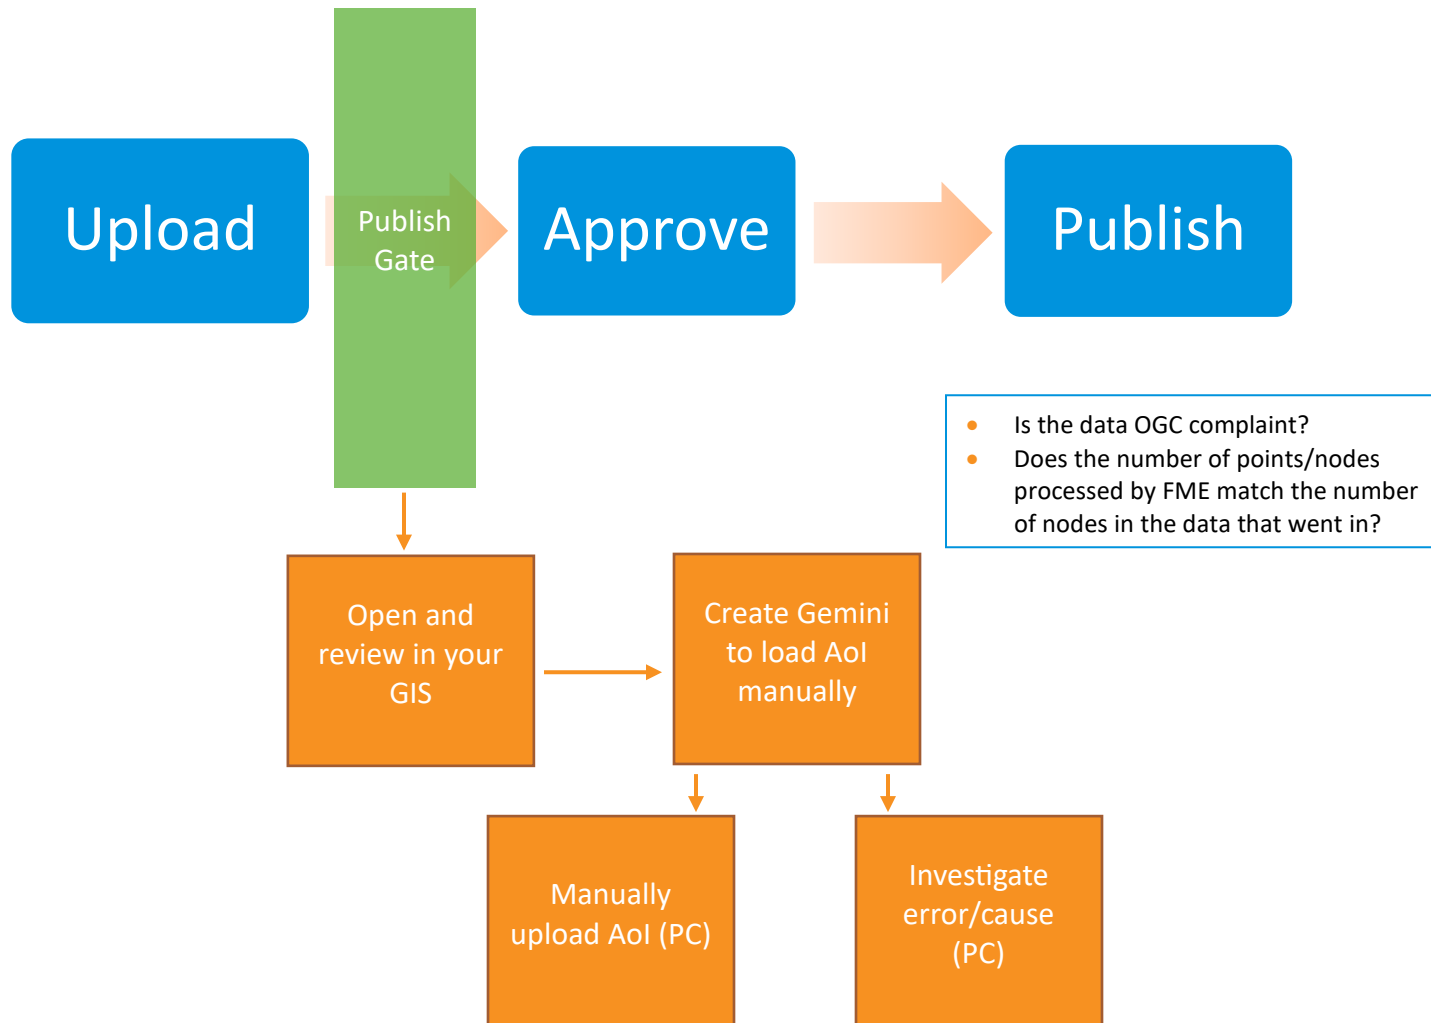 Upload
Publish
Gate
Approve
Publish
• Is the data OGC complaint?
• Does the number of points/nodes
processed by FME match the number
of nodes in the data that went in?
Open and
review in your
GIS
Create Gemini
to load AoI
manually
Manually
upload AoI (PC)
Investigate
error/cause
(PC)